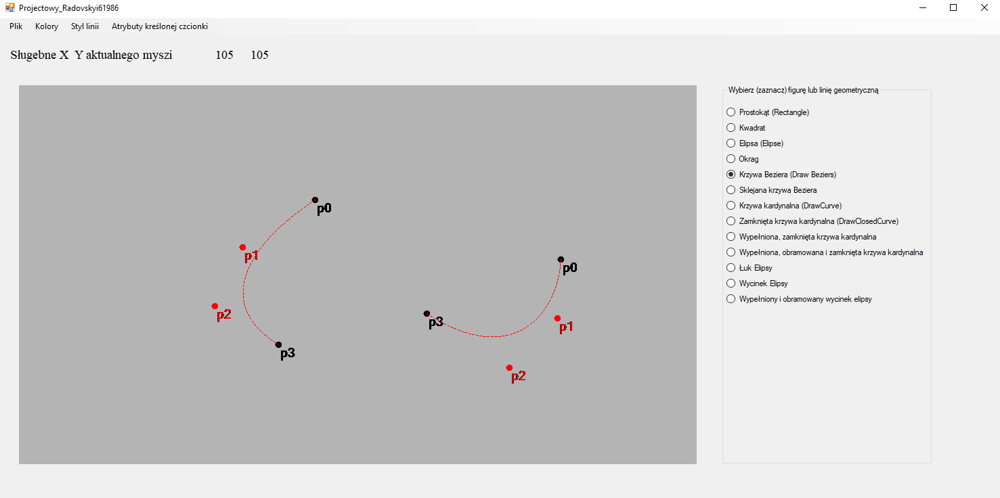 Projectowy_Radovskyi61986
Plik Kolory Styl linii Atrybuty kreślonej czcionki
Sługebne X Y aktualnego myszi 105 105
p0
p1
p2
p3
p0
p3
p1
p2
Wybierz (zaznacz) figurę lub linię geometryczną
Prostokąt (Rectangle)
Kwadrat
Elipsa (Elipse)
Okrag
Krzywa Beziera (Draw Beziers)
Sklejana krzywa Beziera
Krzywa kardynalna (DrawCurve)
Zamknięta krzywa kardynalna (DrawClosedCurve)
Wypełniona, zamknięta krzywa kardynalna
Wypełniona, obramowana i zamknięta krzywa kardynalna
Łuk Elipsy
Wycinek Elipsy
Wypełniony i obramowany wycinek elipsy